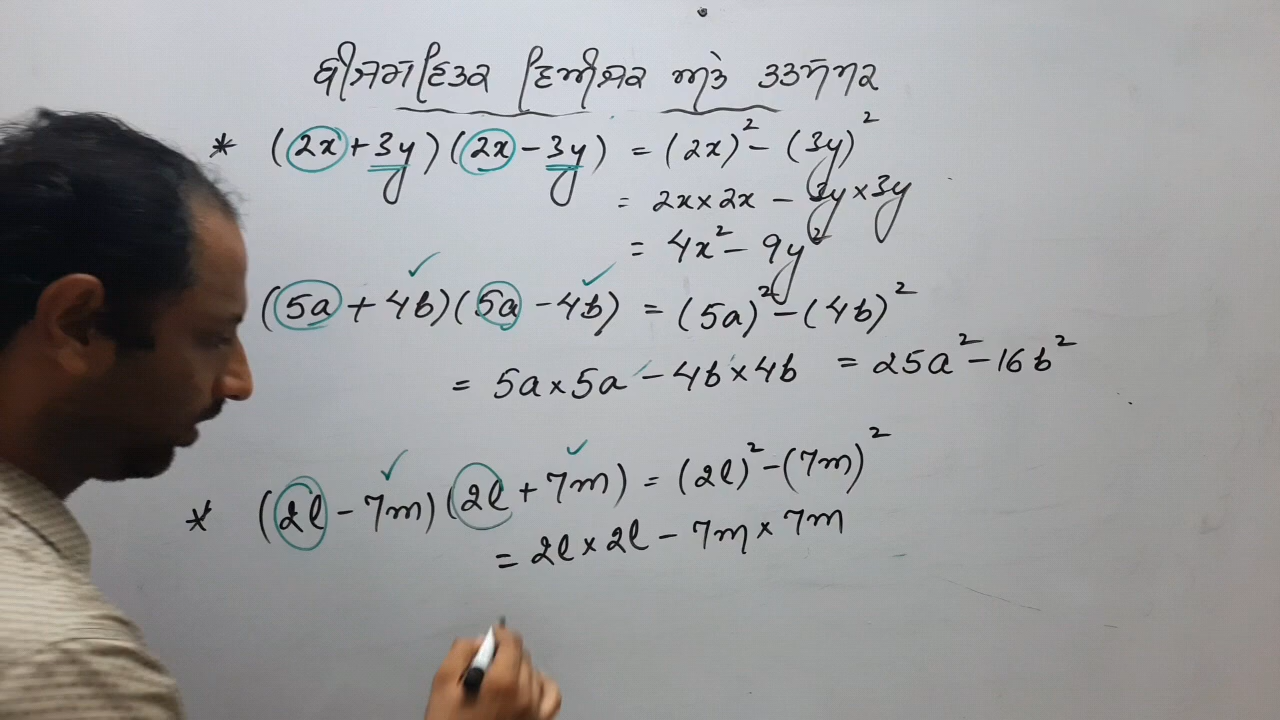 ਬੀਜਗਣਿਤਕ ਵਿਅੰਜਕ ਅਤੇ ਤਤਸਮਕ
* (2x + 3y)(2x - 3y) = (2x)² - (3y)²
= 2x × 2x - 3y × 3y
= 4x² - 9y²
(5a + 4b)(5a - 4b) = (5a)² - (4b)²
= 5a × 5a - 4b × 4b = 25a² - 16b²
* (2l - 7m)(2l + 7m) = (2l)² - (7m)²
= 2l × 2l - 7m × 7m